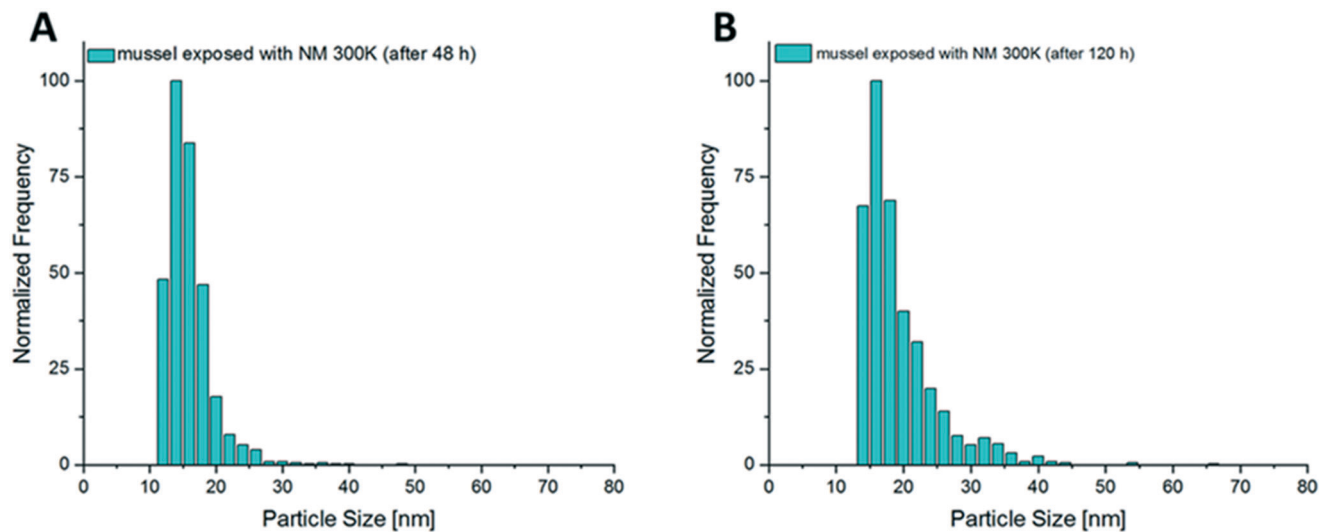 A
mussel exposed with NM 300K (after 48 h)
Normalized Frequency
100
75
50
25
0
0 10 20 30 40 50 60 70 80
Particle Size [nm]
B
mussel exposed with NM 300K (after 120 h)
Normalized Frequency
100
75
50
25
0
0 10 20 30 40 50 60 70 80
Particle Size [nm]